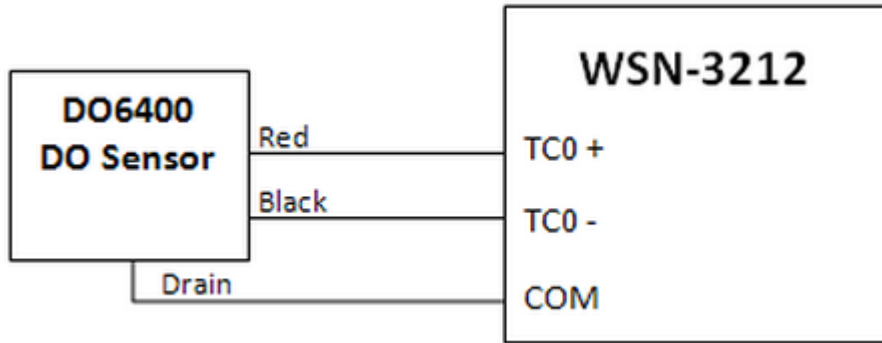 DO6400
DO Sensor
Red
Black
Drain
WSN-3212
TC0 +
TC0 -
COM